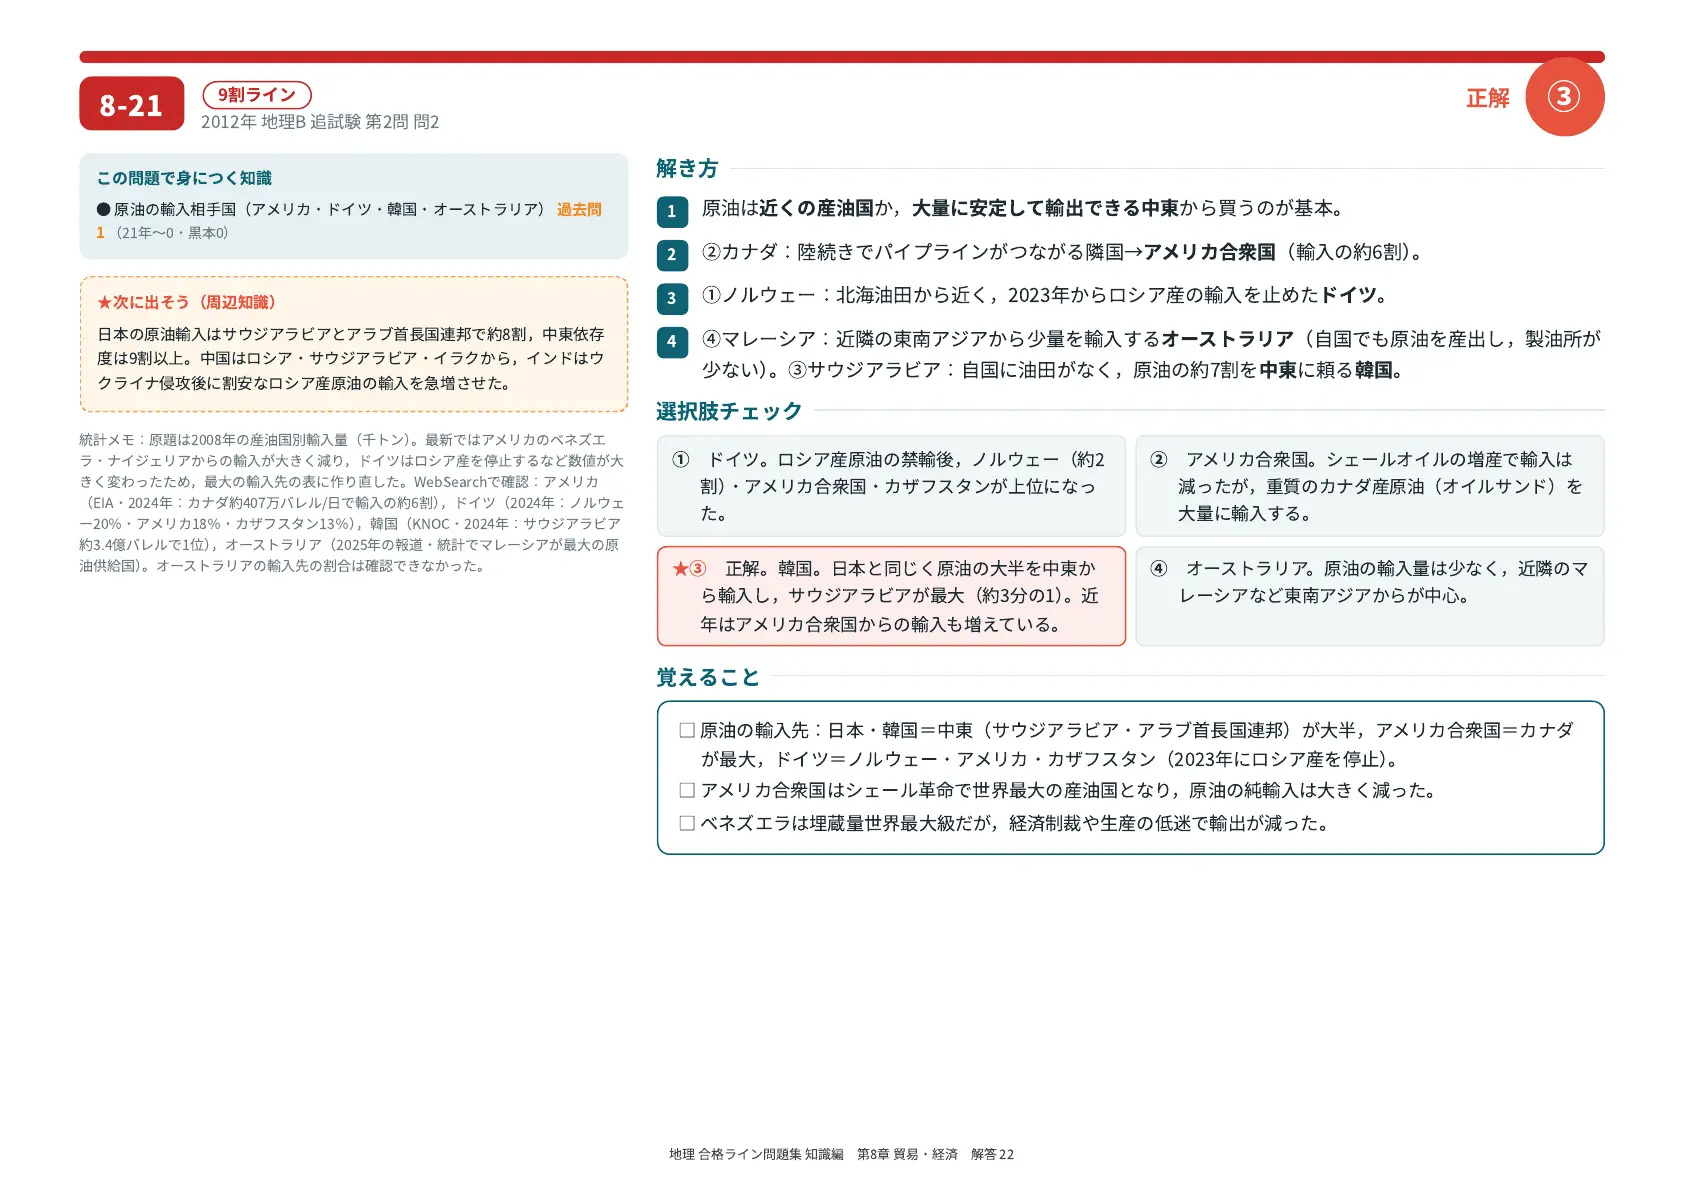 8-21
9割ライン
2012年 地理B 追試験 第2問 問2
正解 ③
この問題で身につく知識
●原油の輸入相手国（アメリカ・ドイツ・韓国・オーストラリア） 過去問
1（21年〜0・黒本0）
★次に出そう（周辺知識）
日本の原油輸入はサウジアラビアとアラブ首長国連邦で約8割，中東依存
度は9割以上。中国はロシア・サウジアラビア・イラクから，インドはウ
クライナ侵攻後に割安なロシア産原油の輸入を急増させた。
統計メモ：原題は2008年の産油国別輸入量（千トン）。最新ではアメリカのベネズエ
ラ・ナイジェリアからの輸入が大きく減り，ドイツはロシア産を停止するなど数値が大
きく変わったため，最大の輸入先の表に作り直した。WebSearchで確認：アメリカ
（EIA・2024年：カナダ約407万バレル/日で輸入の約6割），ドイツ（2024年：ノルウェ
ー20%・アメリカ18%・カザフスタン13%），韓国（KNOC・2024年：サウジアラビア
約3.4億バレルで1位），オーストラリア（2025年の報道・統計でマレーシアが最大の原
油供給国）。オーストラリアの輸入先の割合は確認できなかった。
解き方
1 原油は近くの産油国か，大量に安定して輸出できる中東から買うのが基本。
2 ②カナダ：陸続きでパイプラインがつながる隣国→アメリカ合衆国（輸入の約6割）。
3 ①ノルウェー：北海油田から近く，2023年からロシア産の輸入を止めたドイツ。
4 ④マレーシア：近隣の東南アジアから少量を輸入するオーストラリア（自国でも原油を産出し，製油所が
少ない）。③サウジアラビア：自国に油田がなく，原油の約7割を中東に頼る韓国。
選択肢チェック
① ドイツ。ロシア産原油の禁輸後，ノルウェー（約2
割）・アメリカ合衆国・カザフスタンが上位になっ
た。
② アメリカ合衆国。シェールオイルの増産で輸入は
減ったが，重質のカナダ産原油（オイルサンド）を
大量に輸入する。
★③ 正解。韓国。日本と同じく原油の大半を中東か
ら輸入し，サウジアラビアが最大（約3分の1）。近
年はアメリカ合衆国からの輸入も増えている。
④ オーストラリア。原油の輸入量は少なく，近隣のマ
レーシアなど東南アジアからが中心。
覚えること
□ 原油の輸入先：日本・韓国＝中東（サウジアラビア・アラブ首長国連邦）が大半，アメリカ合衆国＝カナダ
が最大，ドイツ＝ノルウェー・アメリカ・カザフスタン（2023年にロシア産を停止）。
□ アメリカ合衆国はシェール革命で世界最大の産油国となり，原油の純輸入は大きく減った。
□ ベネズエラは埋蔵量世界最大級だが，経済制裁や生産の低迷で輸出が減った。
地理 合格ライン問題集 知識編 第8章 貿易・経済 解答22